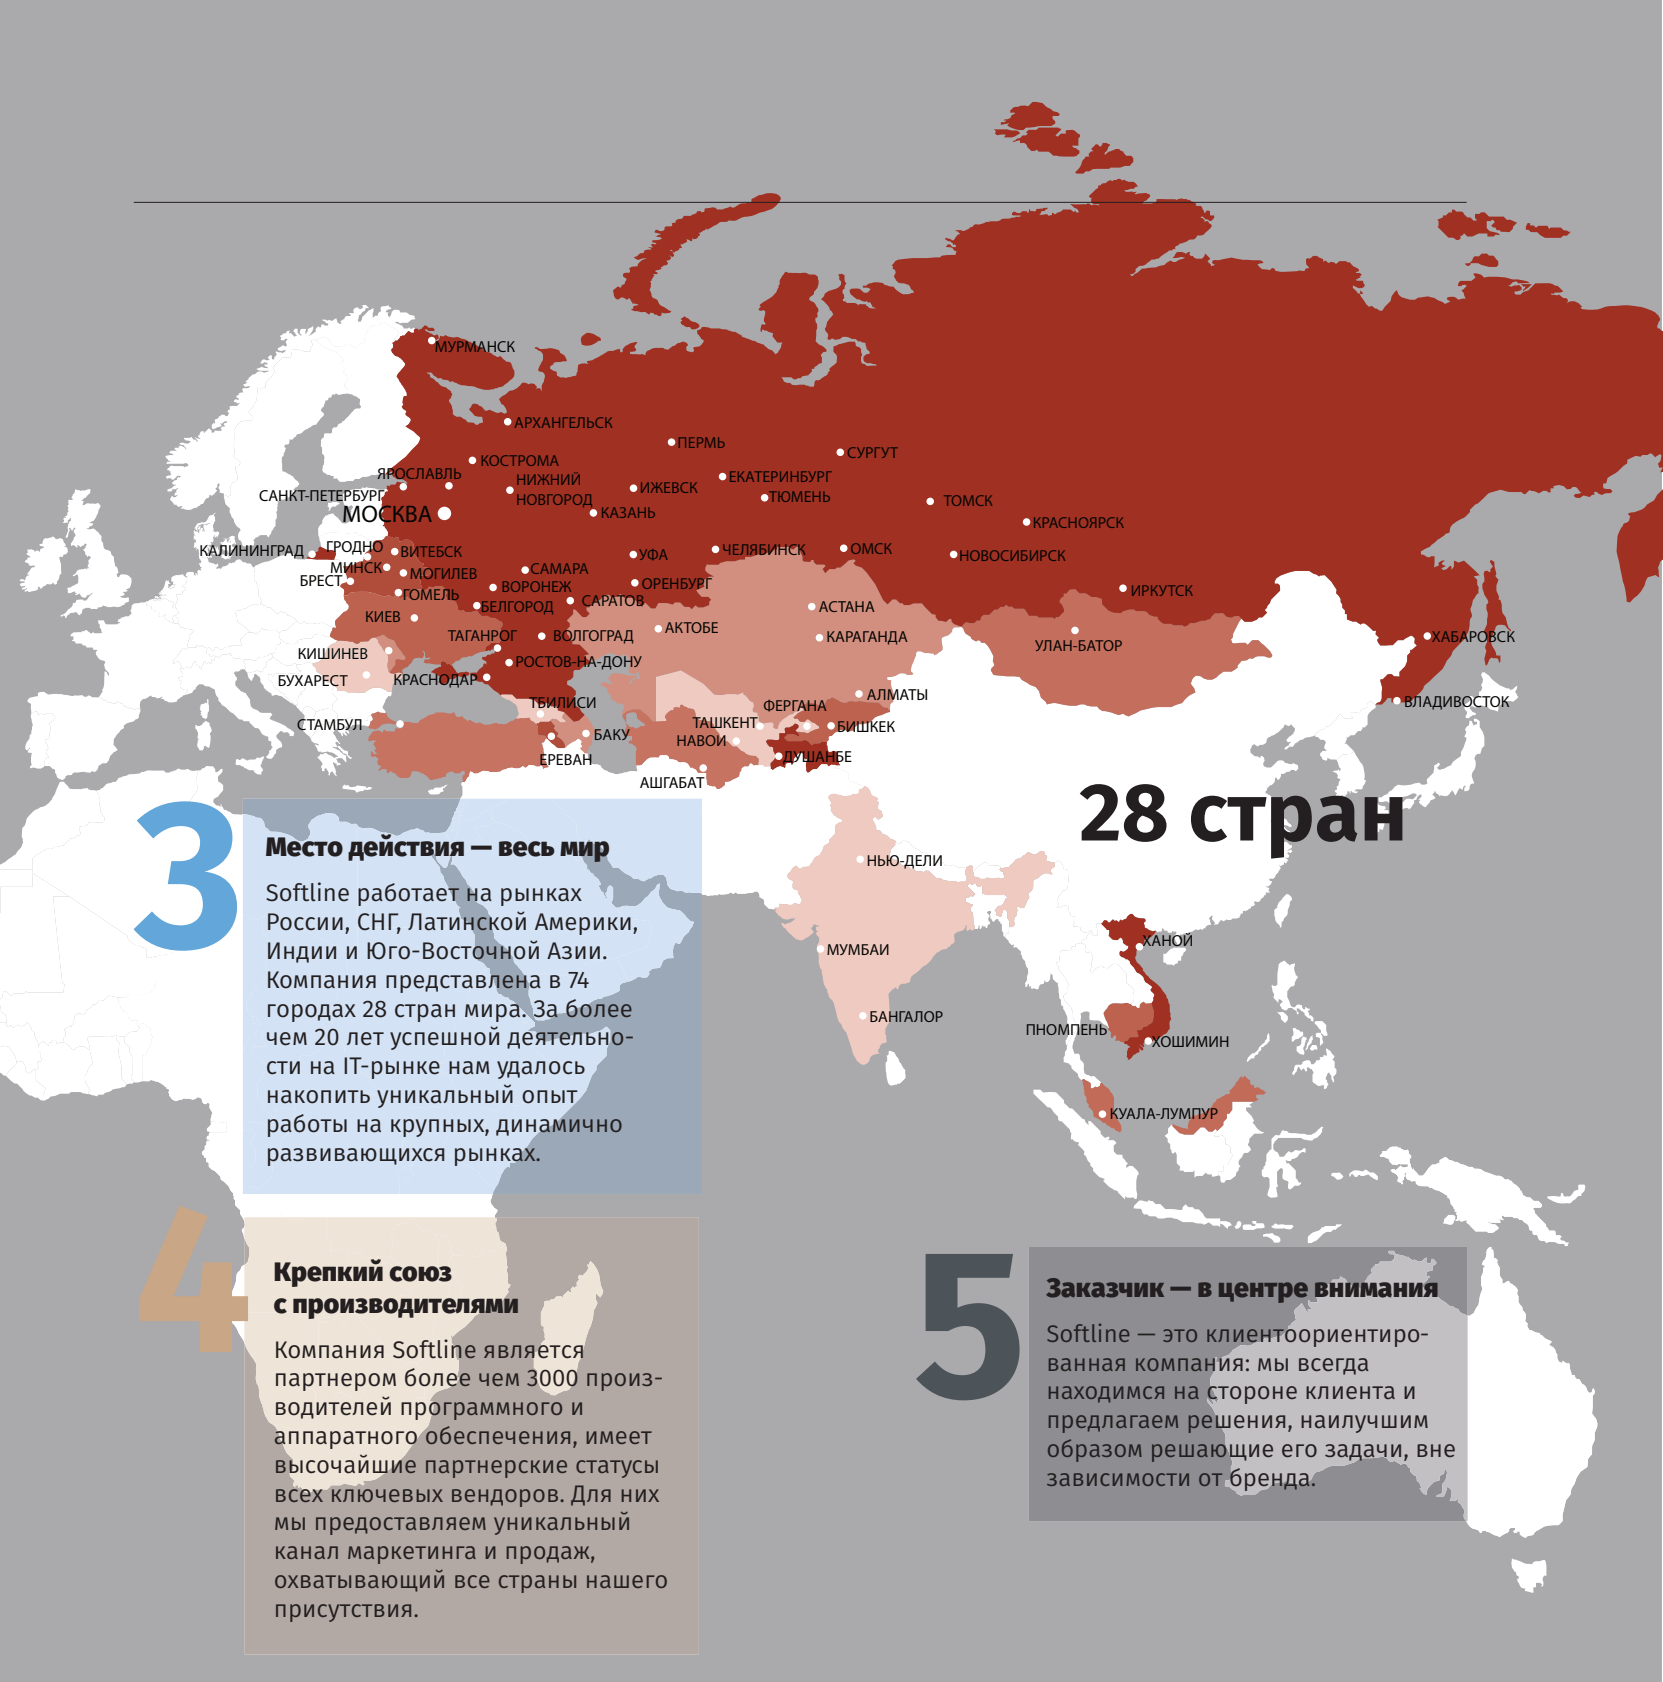 МУРМАНСК
АРХАНГЕЛЬСК
ПЕРМЬ
СУРГУТ
КОСТРОМА
ЯРОСЛАВЛЬ
НИЖНИЙ
НОВГОРОД
ЕКАТЕРИНБУРГ
ИЖЕВСК
ТЮМЕНЬ
САНКТ-ПЕТЕРБУРГ
ТОМСК
МОСКВА
КАЗАНЬ
КРАСНОЯРСК
КАЛИНИНГРАД
ГРОДНО
ВИТЕБСК
УФА
ЧЕЛЯБИНСК
ОМСК
НОВОСИБИРСК
МИНСК
МОГИЛЕВ
САМАРА
БРЕСТ
ВОРОНЕЖ
ОРЕНБУРГ
ИРКУТСК
ГОМЕЛЬ
БЕЛГОРОД
САРАТОВ
АСТАНА
КИЕВ
ТАГАНРОГ
ВОЛГОГРАД
АКТОБЕ
КАРАГАНДА
УЛАН-БАТОР
ХАБАРОВСК
КИШИНЕВ
РОСТОВ-НА-ДОНУ
БУХАРЕСТ
КРАСНОДАР
АЛМАТЫ
ВЛАДИВОСТОК
ТБИЛИСИ
ФЕРГАНА
СТАМБУЛ
ТАШКЕНТ
БИШКЕК
БАКУ
НАВОИ
ЕРЕВАН
ДУШАНБЕ
АШГАБАТ
28 стран
НЬЮ-ДЕЛИ
МУМБАИ
ХАНОЙ
БАНГАЛОР
ПНОМПЕНЬ
ХОШИМИН
КУАЛА-ЛУМПУР
3
Место действия — весь мир
Softline работает на рынках
России, СНГ, Латинской Америки,
Индии и Юго-Восточной Азии.
Компания представлена в 74
городах 28 стран мира. За более
чем 20 лет успешной деятельно-
сти на IT-рынке нам удалось
накопить уникальный опыт
работы на крупных, динамично
развивающихся рынках.
4
Крепкий союз
с производителями
Компания Softline является
партнером более чем 3000 произ-
водителей программного и
аппаратного обеспечения, имеет
высочайшие партнерские статусы
всех ключевых вендоров. Для них
мы предоставляем уникальный
канал маркетинга и продаж,
охватывающий все страны нашего
присутствия.
5
Заказчик — в центре внимания
Softline — это клиентоориентиро-
ванная компания: мы всегда
находимся на стороне клиента и
предлагаем решения, наилучшим
образом решающие его задачи, вне
зависимости от бренда.